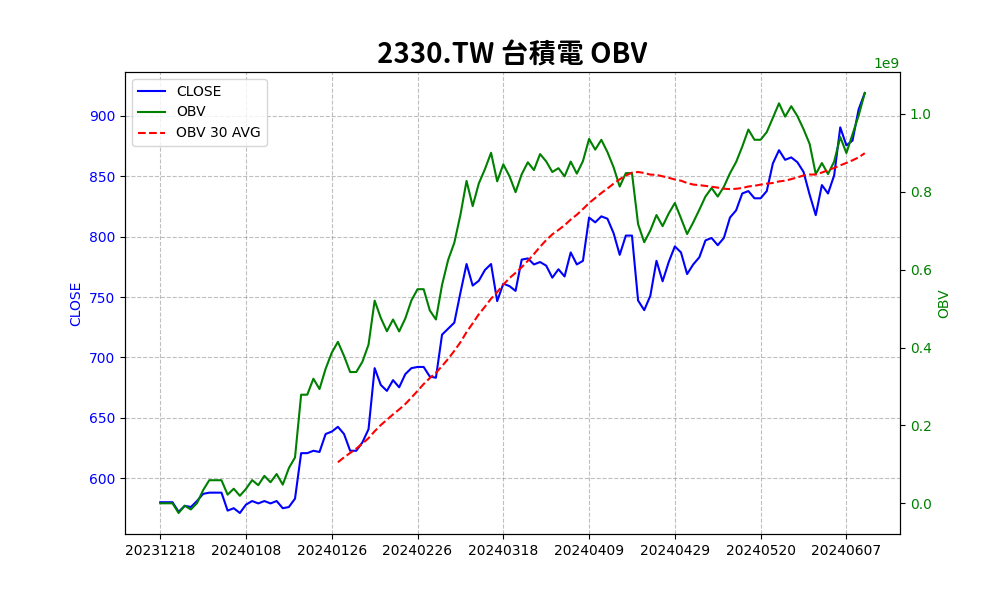 2330.TW 台積電 OBV
1e9
CLOSE
OBV
OBV 30 AVG
900
850
800
750
700
650
600
CLOSE
1.0
0.8
0.6
0.4
0.2
0.0
OBV
20231218 20240108 20240126 20240226 20240318 20240409 20240429 20240520 20240607